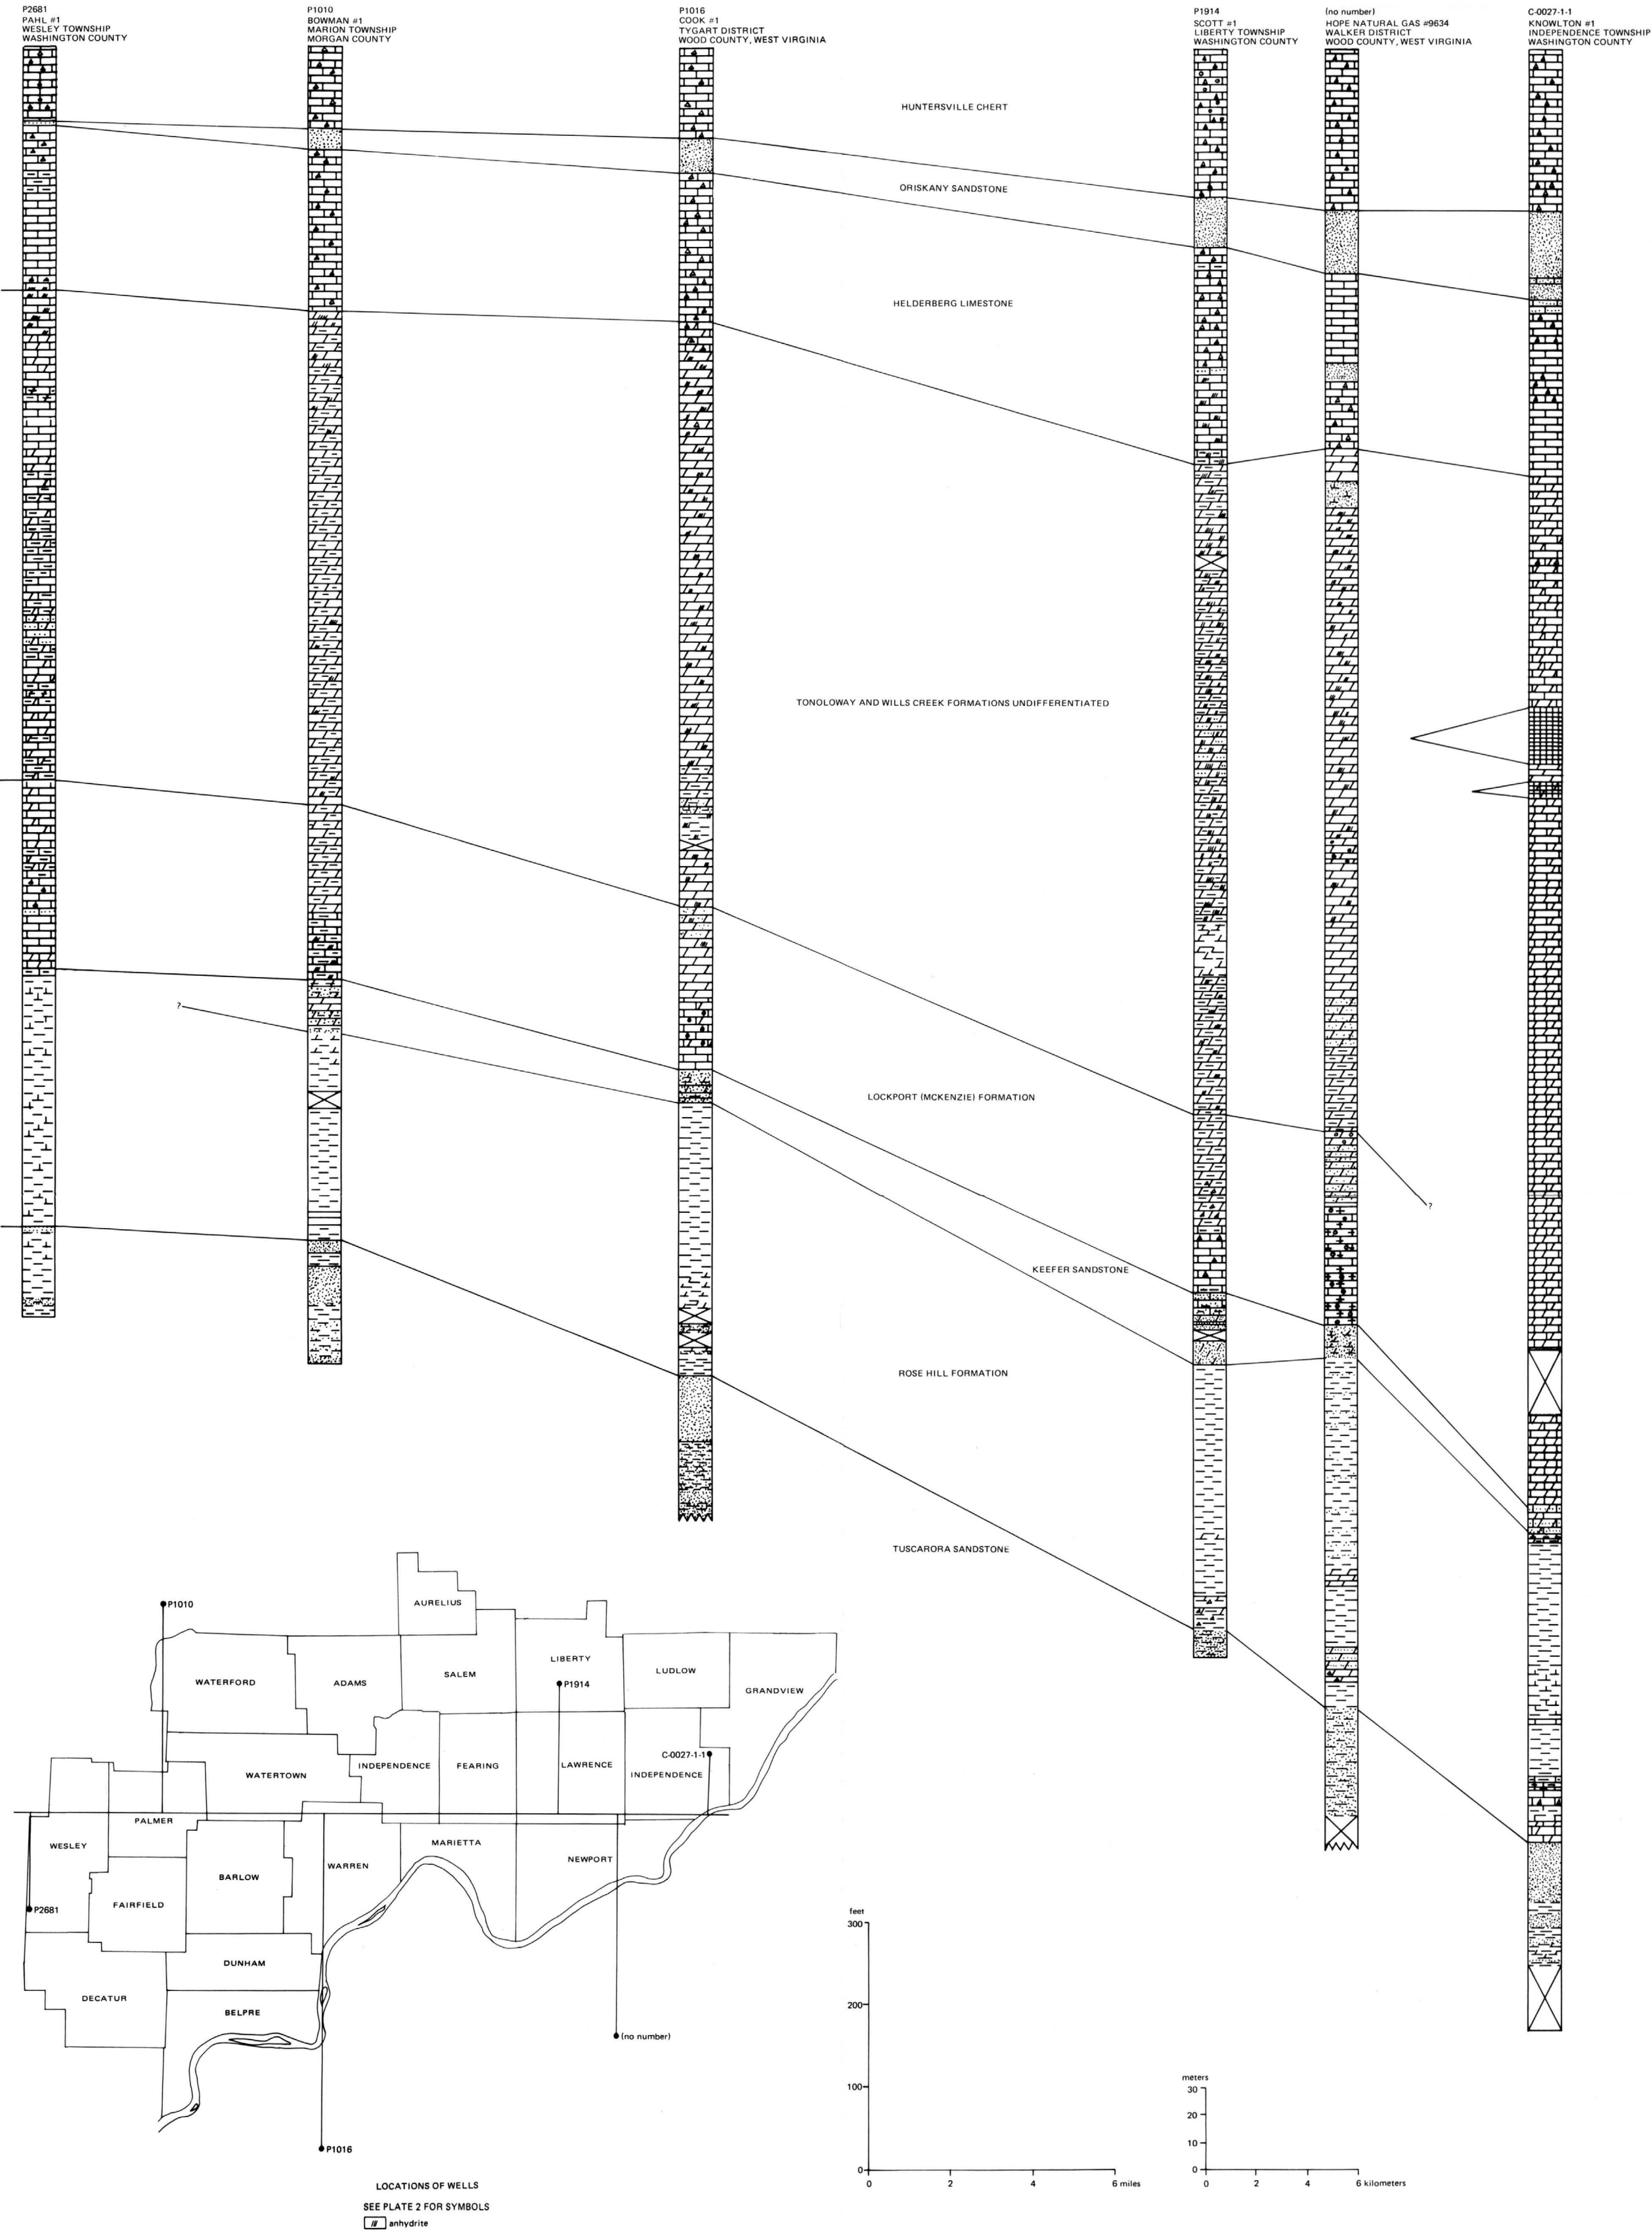 P2681
PAHL #1
WESLEY TOWNSHIP
WASHINGTON COUNTY
P1010
BOWMAN #1
MARION TOWNSHIP
MORGAN COUNTY
P1016
COOK #1
TYGART DISTRICT
WOOD COUNTY, WEST VIRGINIA
P1914
SCOTT #1
LIBERTY TOWNSHIP
WASHINGTON COUNTY
(no number)
HOPE NATURAL GAS #9634
WALKER DISTRICT
WOOD COUNTY, WEST VIRGINIA
C-0027-1-1
KNOWLTON #1
INDEPENDENCE TOWNSHIP
WASHINGTON COUNTY
HUNTERSVILLE CHERT
ORISKANY SANDSTONE
HELDERBERG LIMESTONE
TONOLOWAY AND WILLS CREEK FORMATIONS UNDIFFERENTIATED
?
LOCKPORT (MCKENZIE) FORMATION
?
KEEFER SANDSTONE
ROSE HILL FORMATION
TUSCARORA SANDSTONE
P1010
AURELIUS
WATERFORD
ADAMS
SALEM
LIBERTY
P1914
LUDLOW
GRANDVIEW
WATERTOWN
INDEPENDENCE
FEARING
LAWRENCE
C-0027-1-1
INDEPENDENCE
PALMER
WESLEY
BARLOW
WARREN
MARIETTA
NEWPORT
P2681
FAIRFIELD
DUNHAM
DECATUR
BELPRE
(no number)
P1016
LOCATIONS OF WELLS
SEE PLATE 2 FOR SYMBOLS
anhydrite
feet
300
200
100
0
0 2 4 6 miles
meters
30
20
10
0
0 2 4 6 kilometers